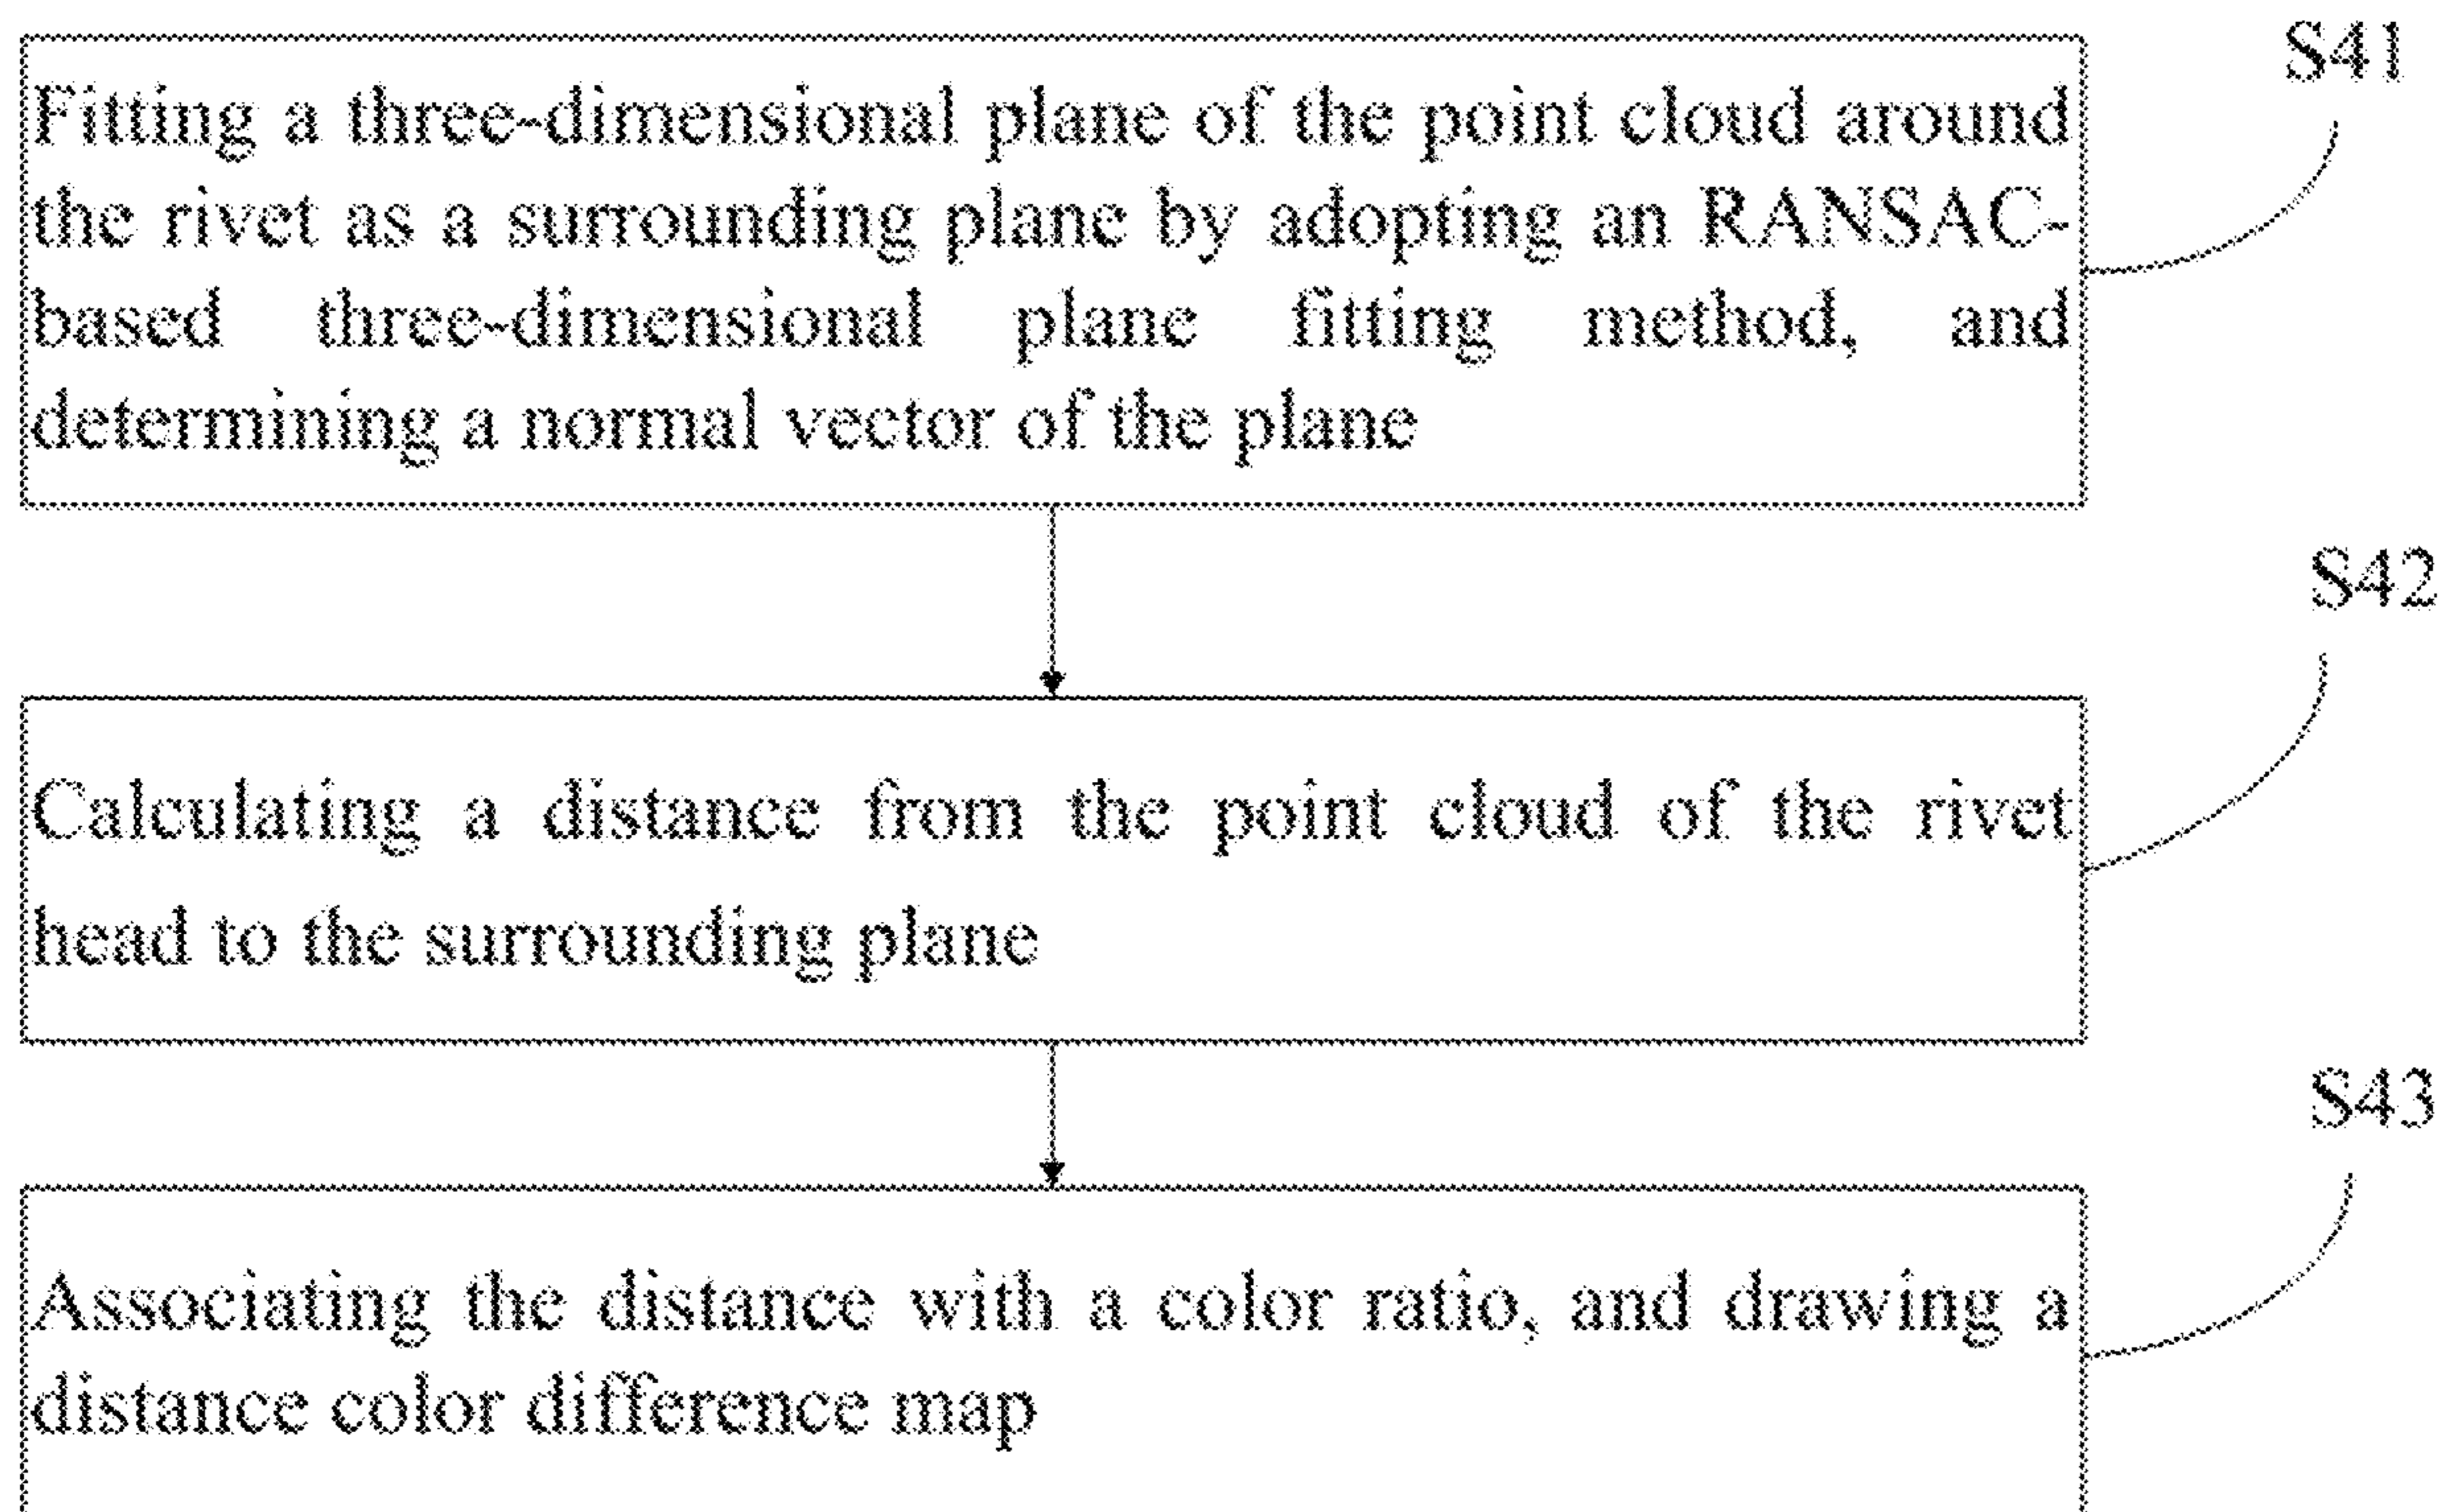 S41
Fitting a three-dimensional plane of the point cloud around
the rivet as a surrounding plane by adopting an RANSAC-
based three-dimensional plane fitting method, and
determining a normal vector of the plane
S42
Calculating a distance from the point cloud of the rivet
head to the surrounding plane
S43
Associating the distance with a color ratio, and drawing a
distance color difference map